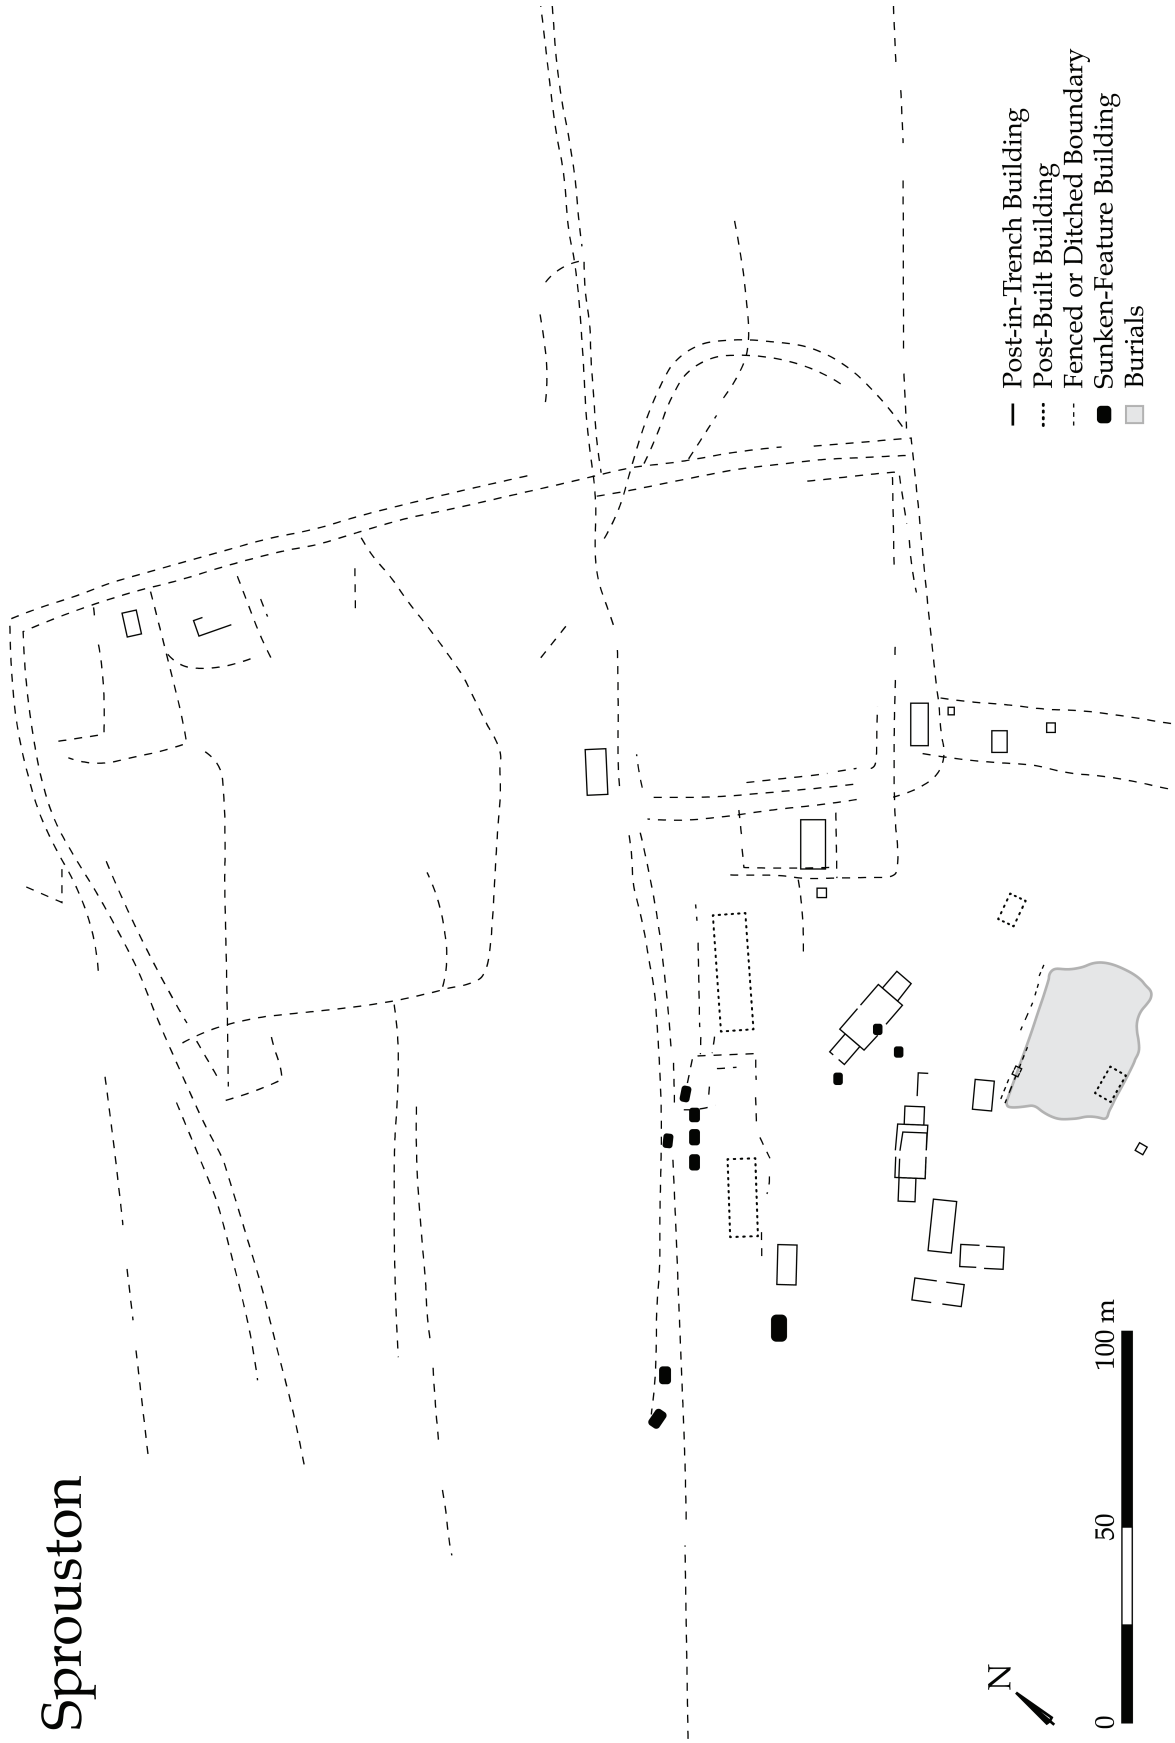 Sprouston
Post-in-Trench Building
Post-Built Building
Fenced or Ditched Boundary
Sunken-Feature Building
Burials
N
0 50 100 m